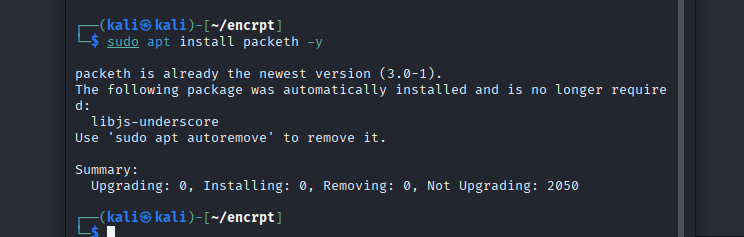 ┌──(kali㉿kali)-[~/encrpt]
└─$ sudo apt install packeth -y
packeth is already the newest version (3.0-1).
The following package was automatically installed and is no longer require
d:
  libjs-underscore
Use 'sudo apt autoremove' to remove it.
Summary:
  Upgrading: 0, Installing: 0, Removing: 0, Not Upgrading: 2050
┌──(kali㉿kali)-[~/encrpt]
└─$